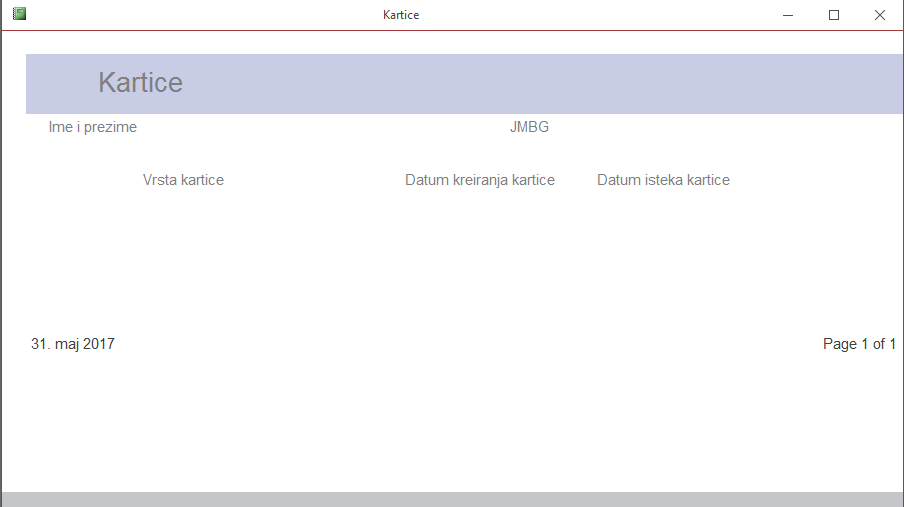 Kartice
Kartice
Ime i prezime JMBG
Vrsta kartice Datum kreiranja kartice Datum isteka kartice
31. maj 2017 Page 1 of 1